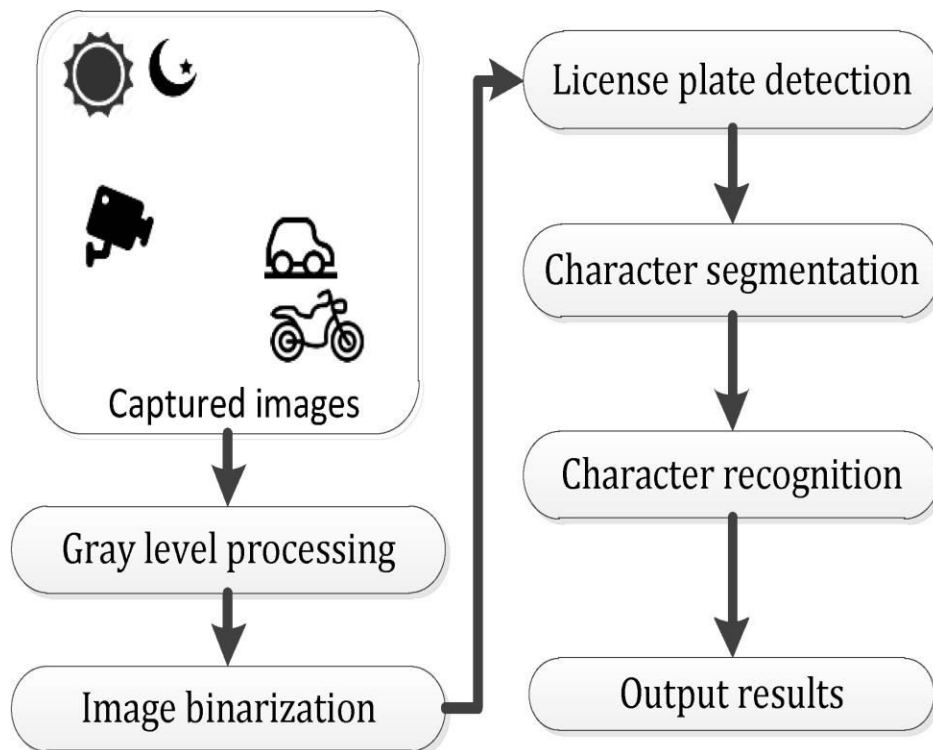 Captured images
Gray level processing
Image binarization
License plate detection
Character segmentation
Character recognition
Output results